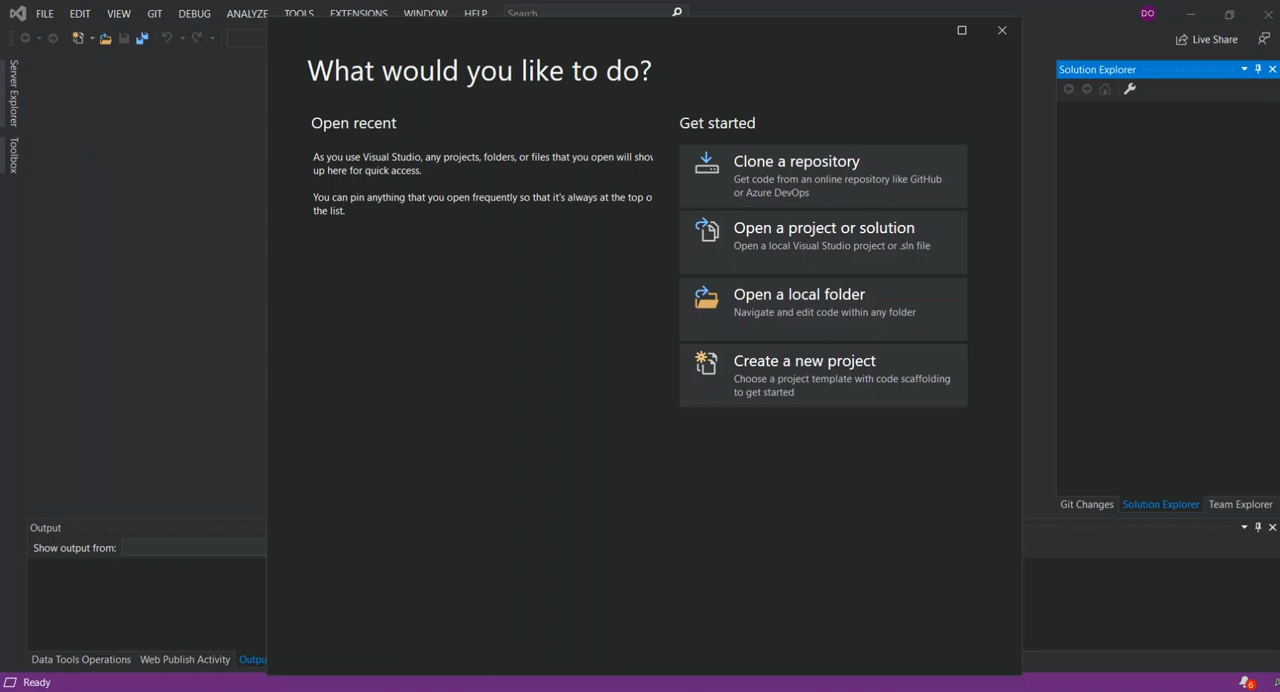 FILE EDIT VIEW GIT DEBUG ANALYZE TOOLS EXTENSIONS WINDOW HELP Search DO
Live Share
Server Explorer
Toolbox
What would you like to do?
Open recent
As you use Visual Studio, any projects, folders, or files that you open will show
up here for quick access.
You can pin anything that you open frequently so that it's always at the top o
the list.
Get started
Clone a repository
Get code from an online repository like GitHub
or Azure DevOps
Open a project or solution
Open a local Visual Studio project or .sln file
Open a local folder
Navigate and edit code within any folder
Create a new project
Choose a project template with code scaffolding
to get started
Solution Explorer
Git Changes Solution Explorer Team Explorer
Output
Show output from:
Data Tools Operations Web Publish Activity Outpu
Ready 6